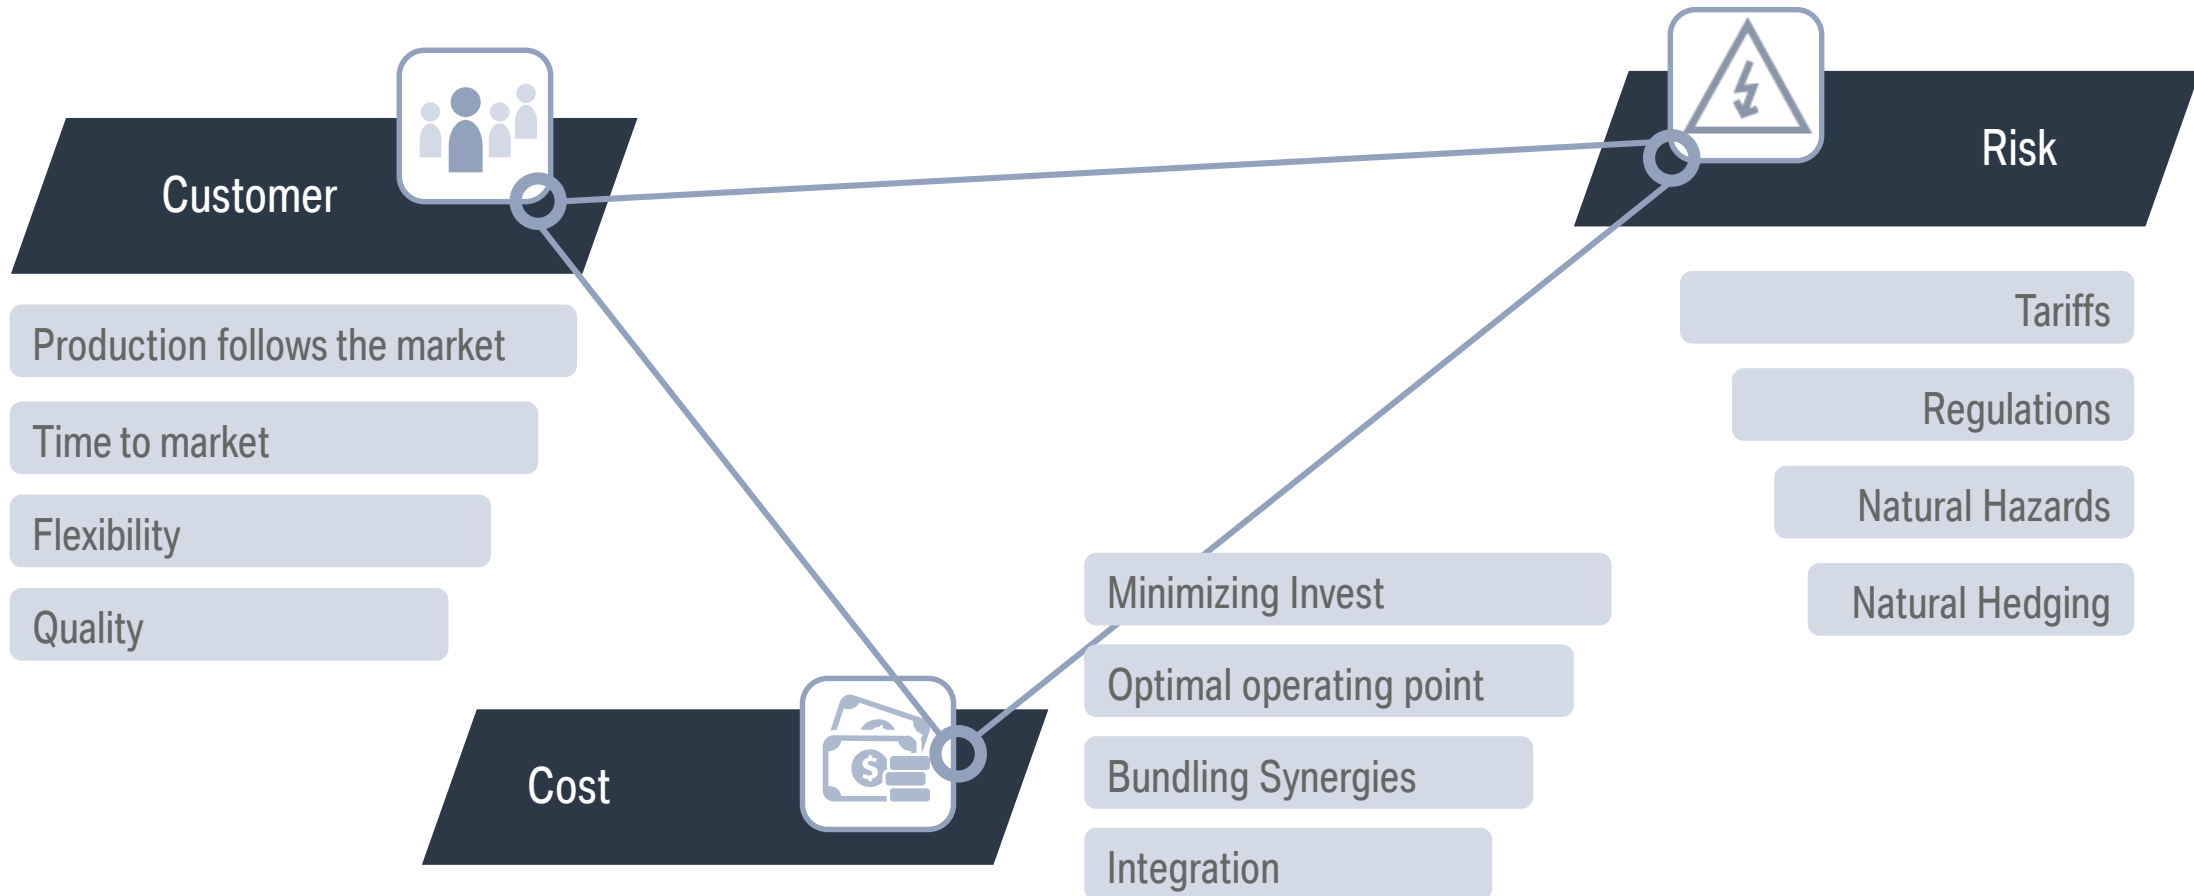 Customer
Production follows the market
Time to market
Flexibility
Quality
Risk
Tariffs
Regulations
Natural Hazards
Natural Hedging
Cost
$
Minimizing Invest
Optimal operating point
Bundling Synergies
Integration